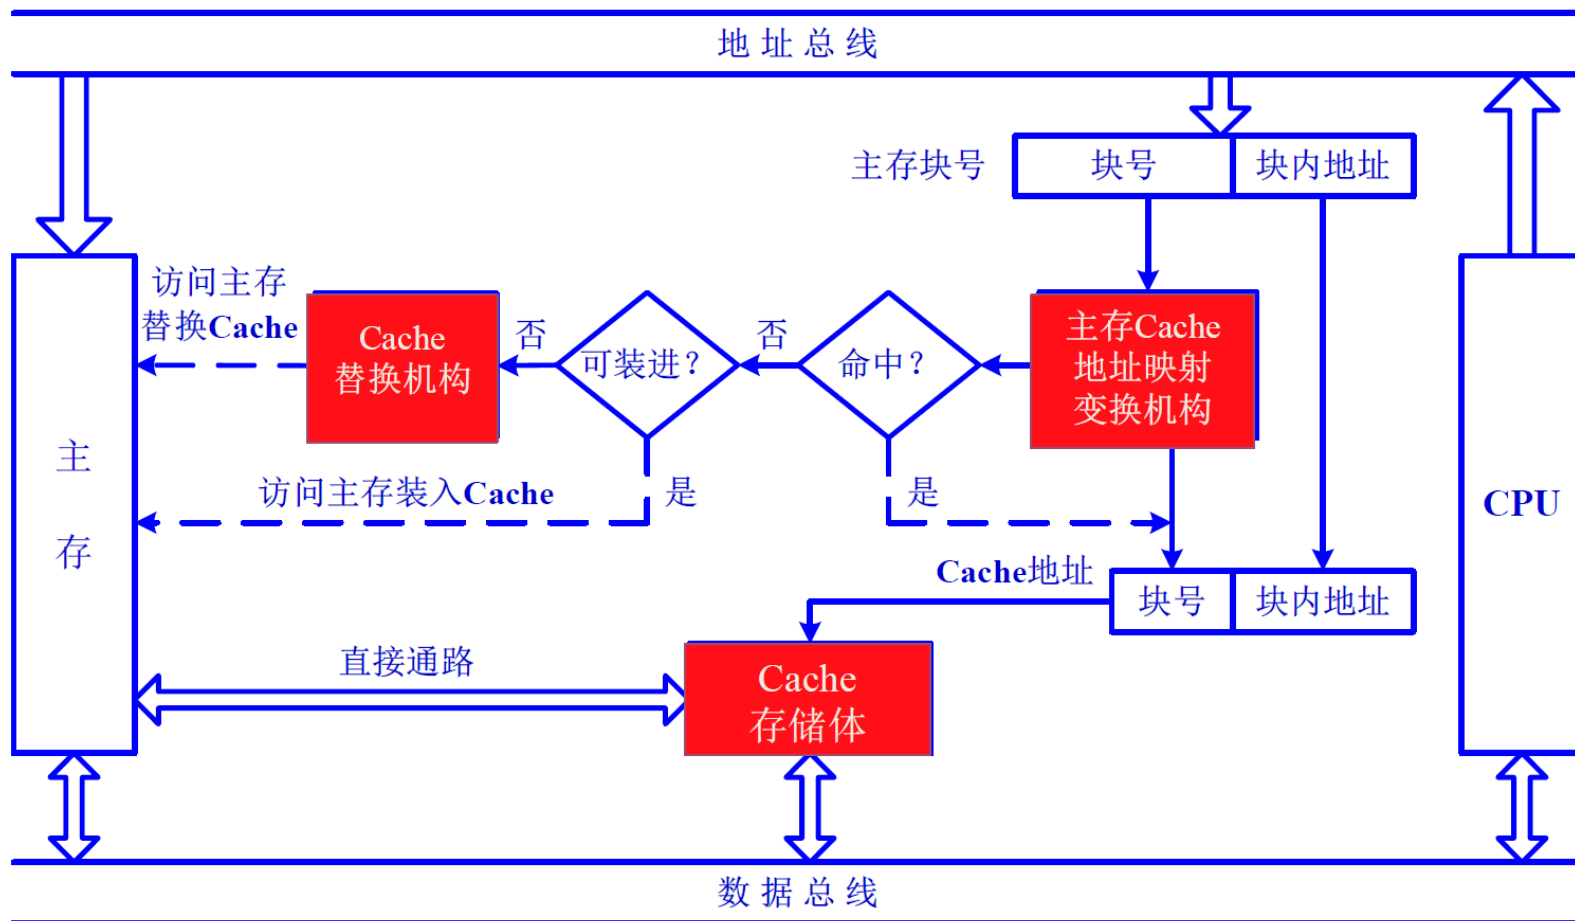 地址总线
主存块号
块号
块内地址
访问主存
替换Cache
Cache
替换机构
否
可装进？
否
命中？
主存Cache
地址映射
变换机构
主
存
访问主存装入Cache
是
是
CPU
Cache地址
块号
块内地址
直接通路
Cache
存储体
数据总线